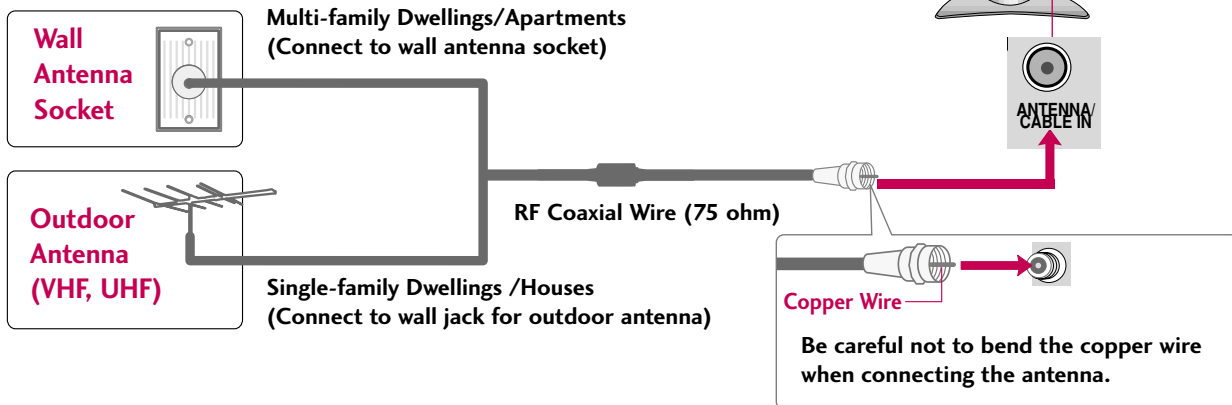 Multi-family Dwellings/Apartments
(Connect to wall antenna socket)
Wall
Antenna
Socket
ANTENNA/
CABLE IN
RF Coaxial Wire (75 ohm)
Outdoor
Antenna
(VHF, UHF)
Single-family Dwellings /Houses
(Connect to wall jack for outdoor antenna)
Copper Wire
Be careful not to bend the copper wire
when connecting the antenna.